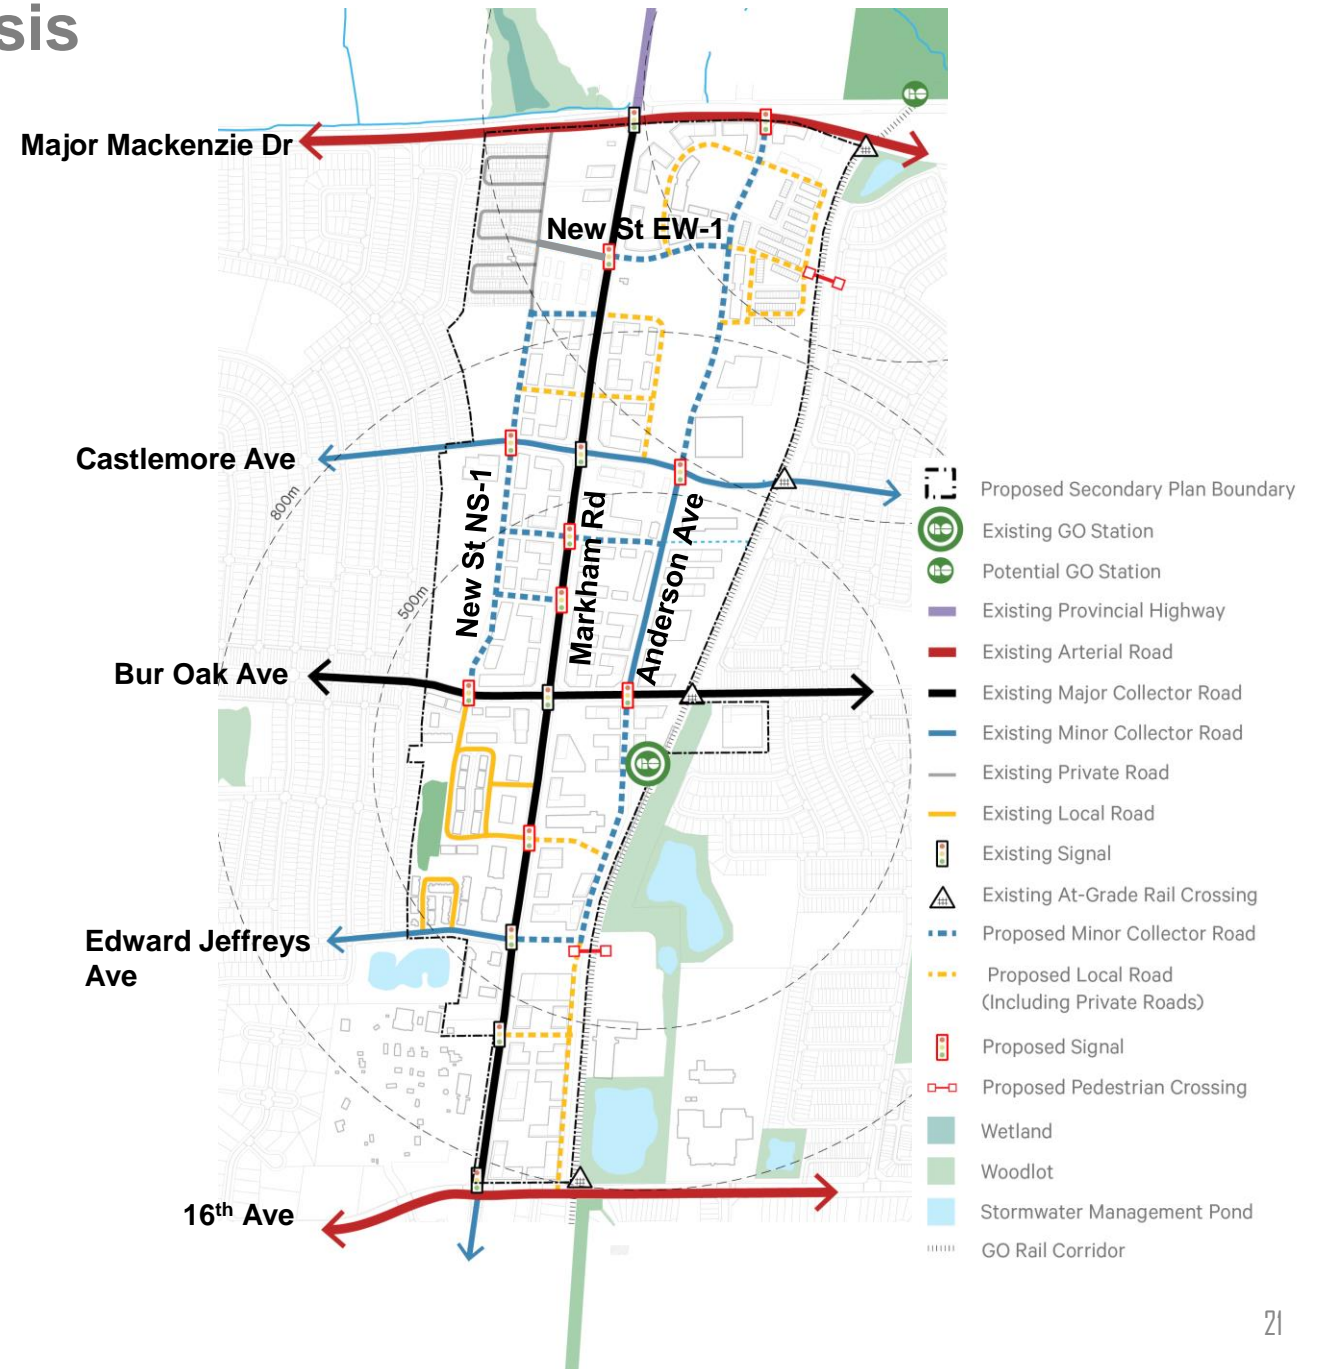 sis
Major Mackenzie Dr
New St EW-1
Castlemore Ave
800m
New St NS-1
Markham Rd
Anderson Ave
500m
Bur Oak Ave
Edward Jeffreys
Ave
16th Ave
Proposed Secondary Plan Boundary
Existing GO Station
Potential GO Station
Existing Provincial Highway
Existing Arterial Road
Existing Major Collector Road
Existing Minor Collector Road
Existing Private Road
Existing Local Road
Existing Signal
Existing At-Grade Rail Crossing
Proposed Minor Collector Road
Proposed Local Road
(Including Private Roads)
Proposed Signal
Proposed Pedestrian Crossing
Wetland
Woodlot
Stormwater Management Pond
GO Rail Corridor
21